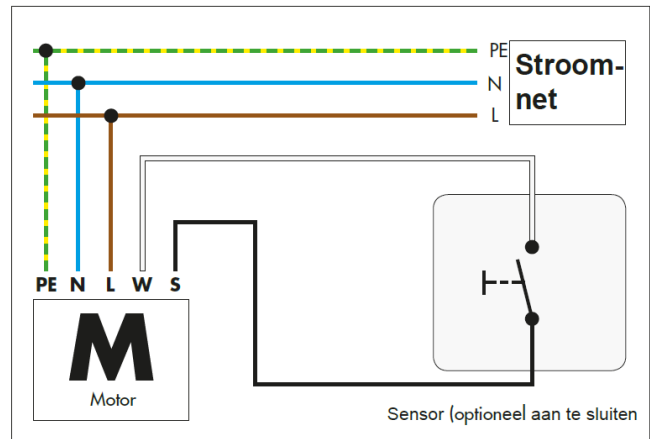 PE
Stroom-
N
net
L
PE N L W S
M
Motor
Sensor (optioneel aan te sluiten